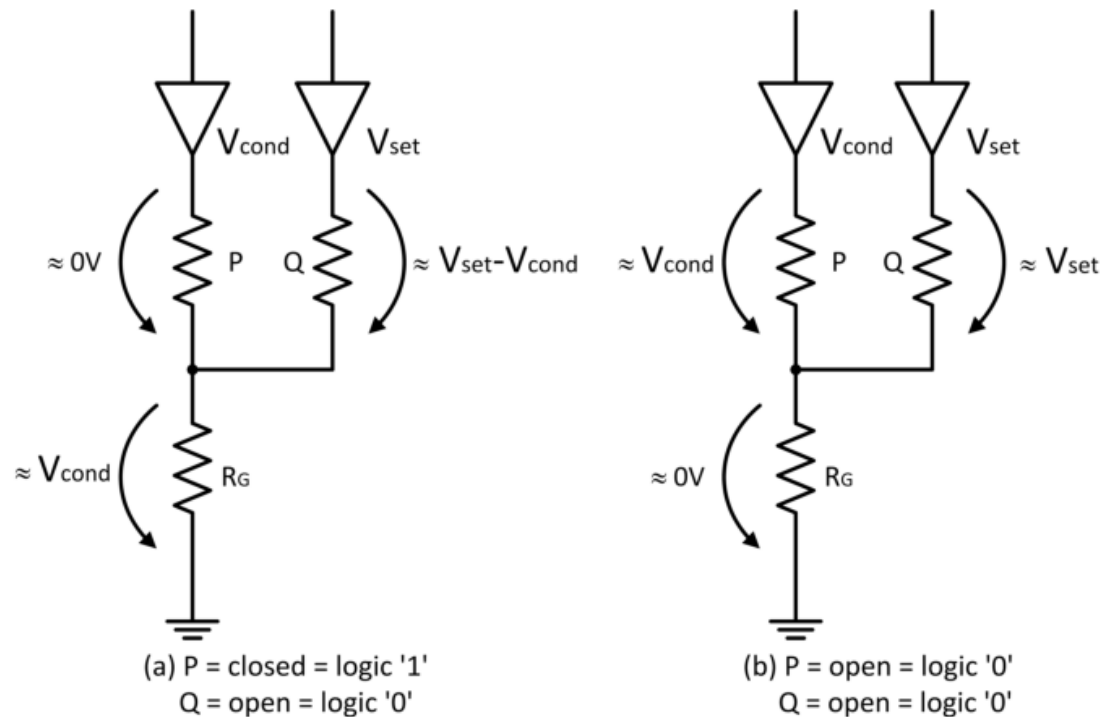 Vcond
Vset
≈ 0V
P
Q
≈ Vset-Vcond
≈ Vcond
RG
(a) P = closed = logic '1'
Q = open = logic '0'
Vcond
Vset
≈ Vcond
P
Q
≈ Vset
≈ 0V
RG
(b) P = open = logic '0'
Q = open = logic '0'